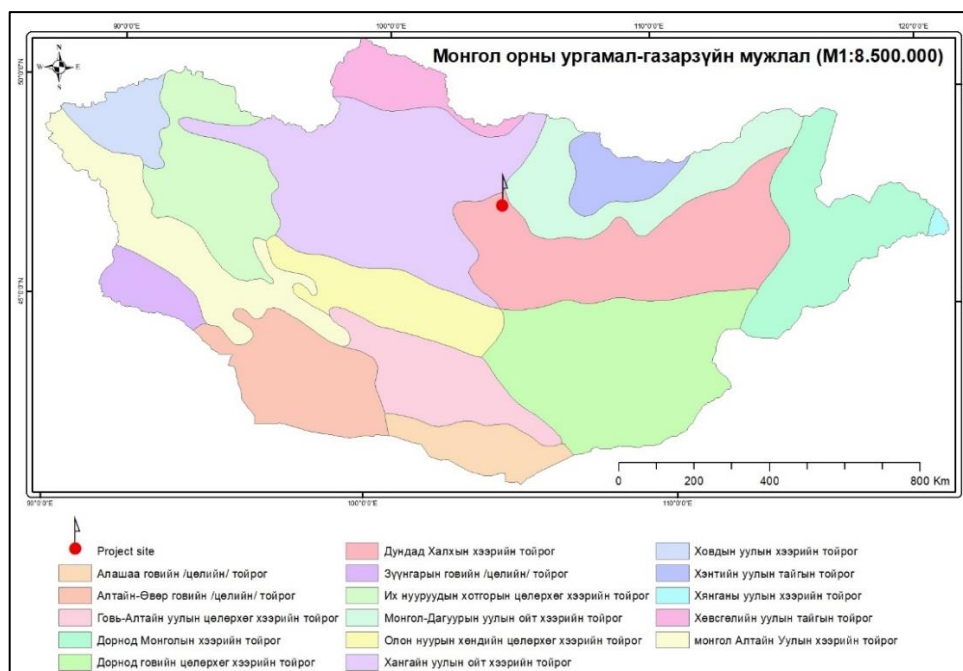 90°0'0"E 100°0'0"E 110°0'0"E 120°0'0"E
Монгол орны ургамал-газарзүйн мужлал (М1:8.500.000)
N
W E
S
50°0'0"N
45°0'0"N
0 200 400 800 Km
90°0'0"E 100°0'0"E 110°0'0"E
Project site
Алашаа говийн /цөлийн/ тойрог
Алтайн-Өвөр говийн /цөлийн/ тойрог
Говь-Алтайн уулын цөлөрхөг хээрийн тойрог
Дорнод Монголын хээрийн тойрог
Дорнод говийн цөлөрхөг хээрийн тойрог
Дундад Халхын хээрийн тойрог
Зүүнгарын говийн /цөлийн/ тойрог
Их нууруудын хотгорын цөлөрхөг хээрийн тойрог
Монгол-Дагуурын уулын ойт хээрийн тойрог
Олон нуурын хөндийн цөлөрхөг хээрийн тойрог
Хангайн уулын ойт хээрийн тойрог
Ховдын уулын хээрийн тойрог
Хэнтийн уулын тайгын тойрог
Хянганы уулын хээрийн тойрог
Хөвсгөлийн уулын тайгын тойрог
монгол Алтайн Уулын хээрийн тойрог